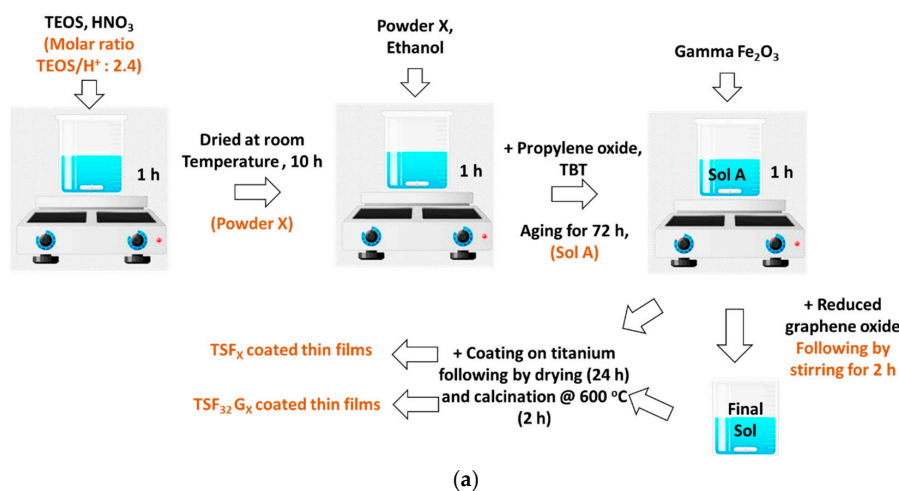 TEOS, HNO₃
(Molar ratio
TEOS/H⁺ : 2.4)
1 h
Dried at room
Temperature , 10 h
(Powder X)
Powder X,
Ethanol
1 h
+ Propylene oxide,
TBT
Aging for 72 h,
(Sol A)
Gamma Fe₂O₃
Sol A
1 h
+ Reduced
graphene oxide
Following by
stirring for 2 h
Final
Sol
+ Coating on titanium
following by drying (24 h)
and calcination @ 600 °C
(2 h)
TSFₓ coated thin films
TSF₃₂ Gₓ coated thin films
(a)